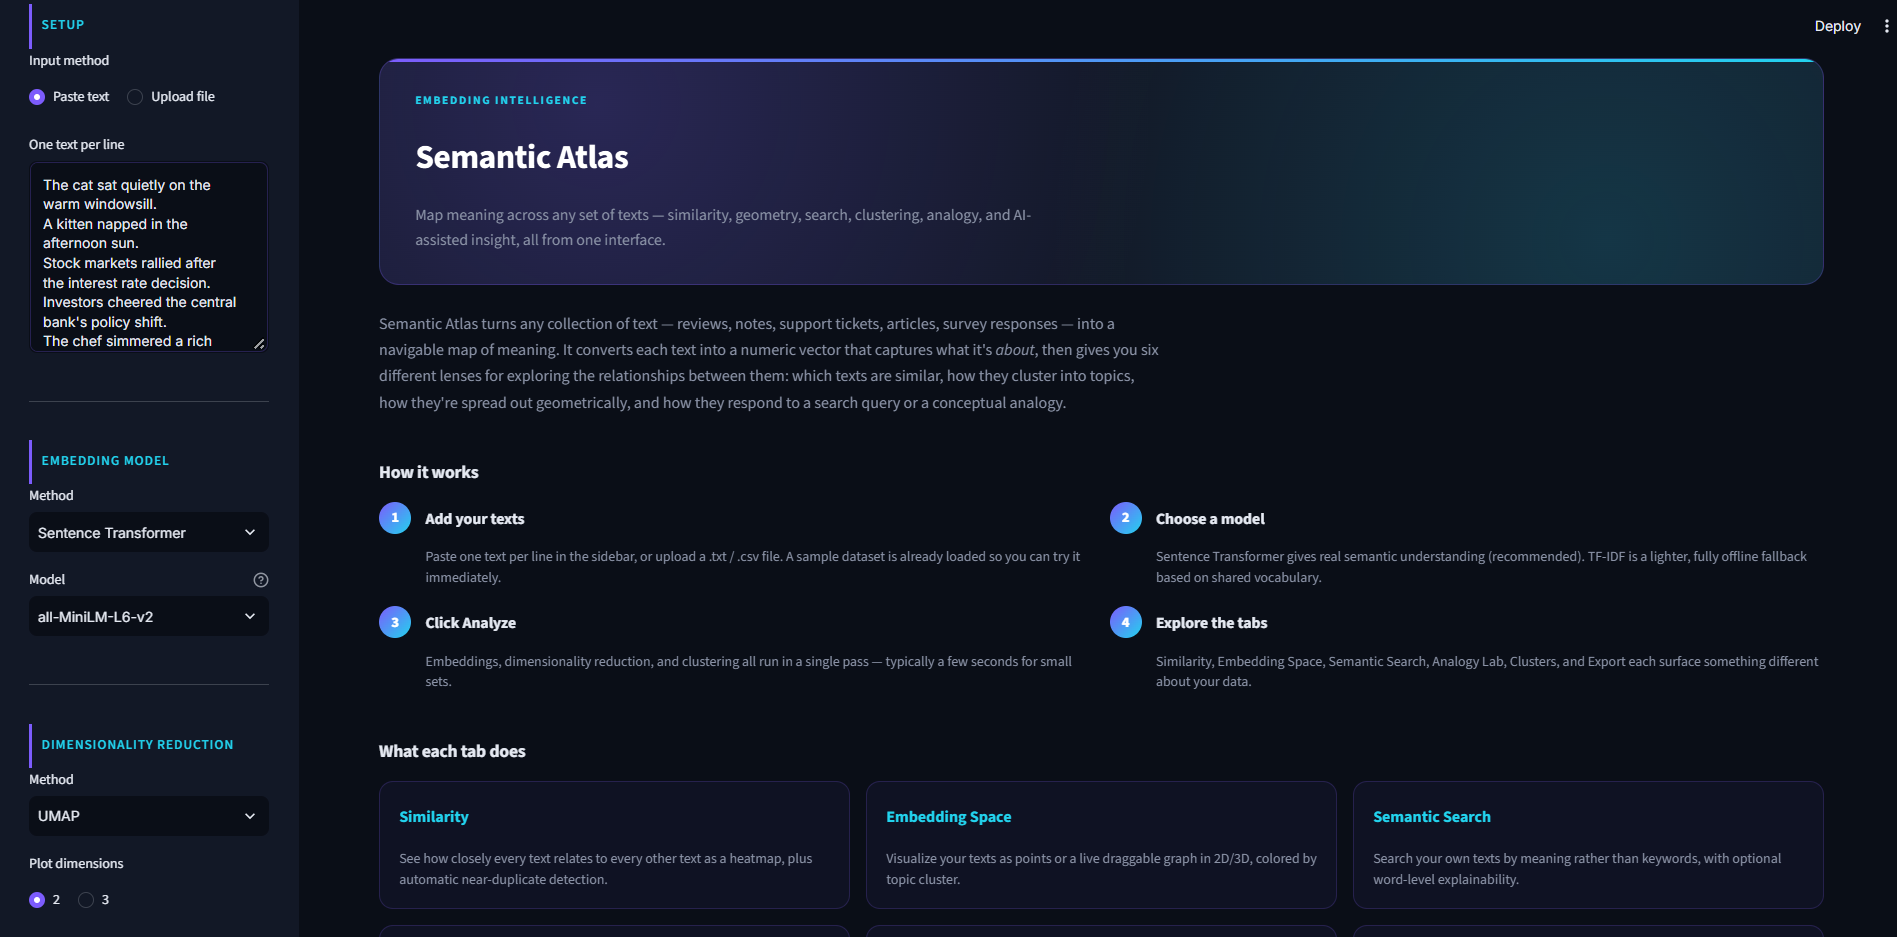 SETUP
Input method
Paste text
Upload file
One text per line
The cat sat quietly on the
warm windowsill.
A kitten napped in the
afternoon sun.
Stock markets rallied after
the interest rate decision.
Investors cheered the central
bank's policy shift.
The chef simmered a rich
EMBEDDING MODEL
Method
Sentence Transformer
Model
all-MiniLM-L6-v2
DIMENSIONALITY REDUCTION
Method
UMAP
Plot dimensions
2
3
Deploy
EMBEDDING INTELLIGENCE
Semantic Atlas
Map meaning across any set of texts — similarity, geometry, search, clustering, analogy, and AI-
assisted insight, all from one interface.
Semantic Atlas turns any collection of text — reviews, notes, support tickets, articles, survey responses — into a
navigable map of meaning. It converts each text into a numeric vector that captures what it's about, then gives you six
different lenses for exploring the relationships between them: which texts are similar, how they cluster into topics,
how they're spread out geometrically, and how they respond to a search query or a conceptual analogy.
How it works
1
Add your texts
Paste one text per line in the sidebar, or upload a .txt / .csv file. A sample dataset is already loaded so you can try it
immediately.
2
Choose a model
Sentence Transformer gives real semantic understanding (recommended). TF-IDF is a lighter, fully offline fallback
based on shared vocabulary.
3
Click Analyze
Embeddings, dimensionality reduction, and clustering all run in a single pass — typically a few seconds for small
sets.
4
Explore the tabs
Similarity, Embedding Space, Semantic Search, Analogy Lab, Clusters, and Export each surface something different
about your data.
What each tab does
Similarity
See how closely every text relates to every other text as a heatmap, plus
automatic near-duplicate detection.
Embedding Space
Visualize your texts as points or a live draggable graph in 2D/3D, colored by
topic cluster.
Semantic Search
Search your own texts by meaning rather than keywords, with optional
word-level explainability.